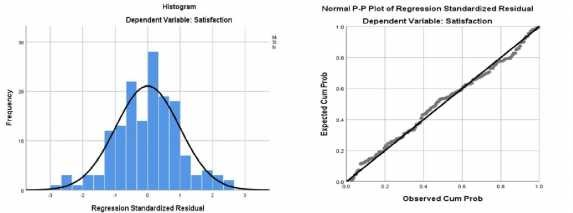 Histogram
Dependent Variable: Satisfaction
Frequency
30
20
10
0
-3 -2 -1 0 1 2 3
Regression Standardized Residual
Normal P-P Plot of Regression Standardized Residual
Dependent Variable: Satisfaction
Expected Cum Prob
1.0
0.8
0.6
0.4
0.2
0.0
0.0 0.2 0.4 0.6 0.8 1.0
Observed Cum Prob